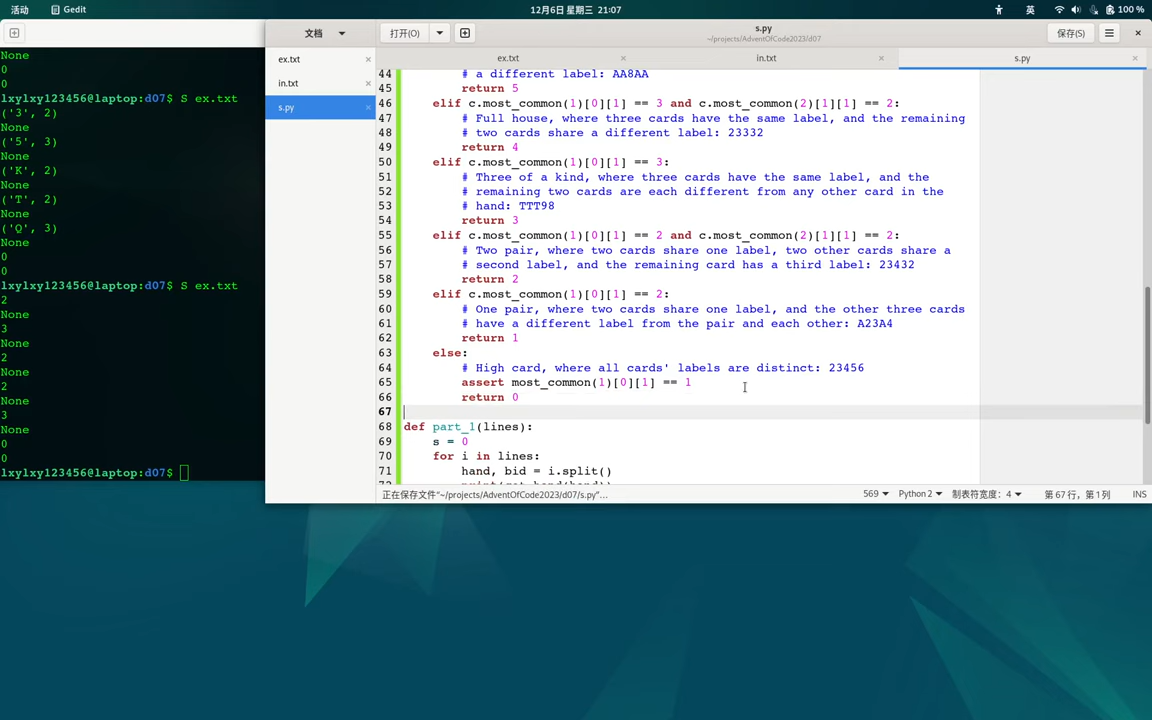 活动 Gedit 12月6日 星期三 21:07 英 100 %
文档 打开(O) s.py 保存(S)
~/projects/AdventOfCode2023/d07
ex.txt
in.txt
s.py
ex.txt in.txt s.py
None
0
0
lxylxy123456@laptop:d07$ S ex.txt
('3', 2)
None
('5', 3)
None
('K', 2)
None
('T', 2)
None
('Q', 3)
None
0
0
lxylxy123456@laptop:d07$ S ex.txt
2
None
3
None
2
None
2
None
3
None
0
0
lxylxy123456@laptop:d07$
44 # a different label: AA8AA
45 return 5
46 elif c.most_common(1)[0][1] == 3 and c.most_common(2)[1][1] == 2:
47 # Full house, where three cards have the same label, and the remaining
48 # two cards share a different label: 23332
49 return 4
50 elif c.most_common(1)[0][1] == 3:
51 # Three of a kind, where three cards have the same label, and the
52 # remaining two cards are each different from any other card in the
53 # hand: TTT98
54 return 3
55 elif c.most_common(1)[0][1] == 2 and c.most_common(2)[1][1] == 2:
56 # Two pair, where two cards share one label, two other cards share a
57 # second label, and the remaining card has a third label: 23432
58 return 2
59 elif c.most_common(1)[0][1] == 2:
60 # One pair, where two cards share one label, and the other three cards
61 # have a different label from the pair and each other: A23A4
62 return 1
63 else:
64 # High card, where all cards' labels are distinct: 23456
65 assert most_common(1)[0][1] == 1
66 return 0
67
68 def part_1(lines):
69 s = 0
70 for i in lines:
71 hand, bid = i.split()
正在保存文件“~/projects/AdventOfCode2023/d07/s.py”... 569 Python 2 制表符宽度：4 第 67 行，第 1 列 INS